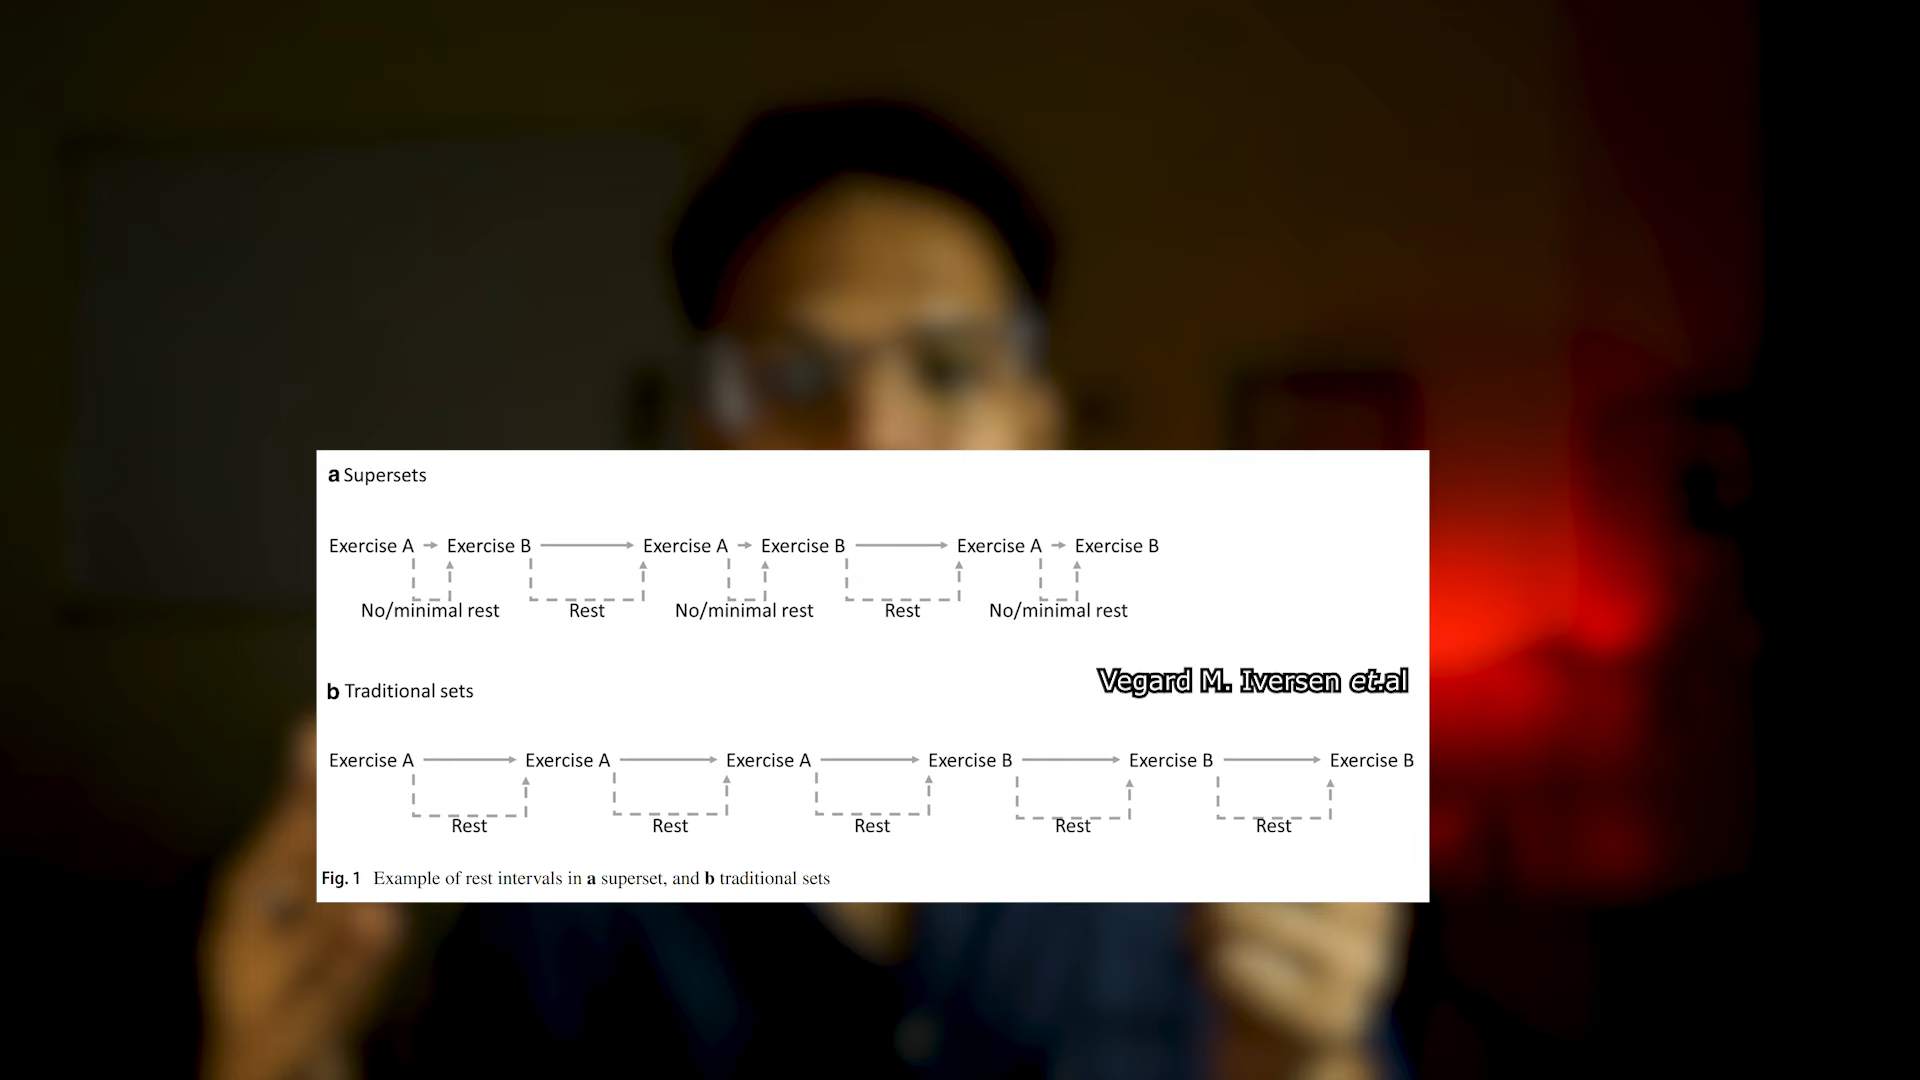 a Supersets
Exercise A Exercise B Exercise A Exercise B Exercise A Exercise B
No/minimal rest Rest No/minimal rest Rest No/minimal rest
Vegard M. Iversen et.al
b Traditional sets
Exercise A Exercise A Exercise A Exercise B Exercise B Exercise B
Rest Rest Rest Rest Rest
Fig. 1 Example of rest intervals in a superset, and b traditional sets